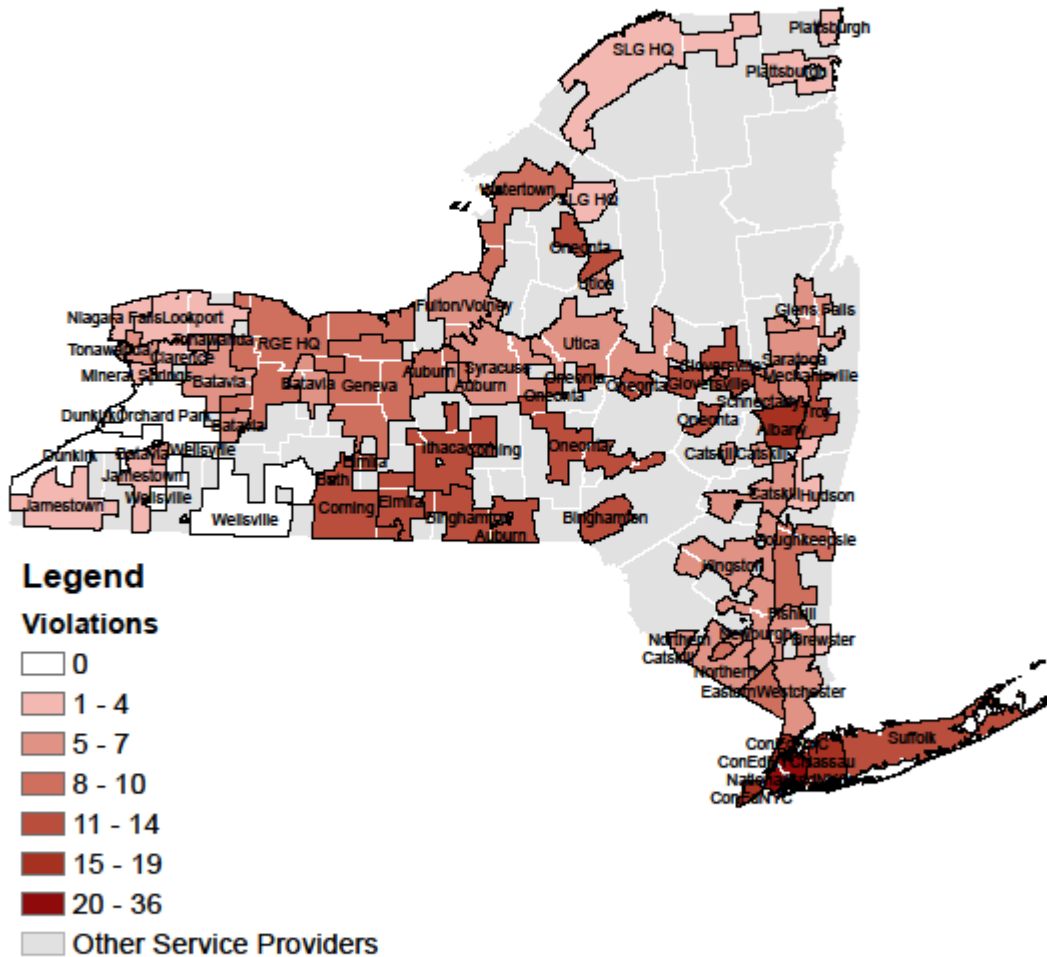 Plattsburgh
SLG HQ
Plattsburgh
Watertown
SLG HQ
Oneonta
Utica
Fulton/Volney
Glens Falls
Niagara Falls
Lockport
Tonawanda
RGE HQ
Utica
Tonawanda
Clarence
Saratoga
Gloversville
Mineral Springs
Batavia
Batavia
Geneva
Auburn
Auburn
Syracuse
Oneonta
Oneonta
Oneonta
Gloversville
Mechanicville
Schnectady
Troy
Dunkirk
Orchard Park
Batavia
Oneonta
Albany
Dunkirk
Batavia
Wellsville
Elmira
Ithaca
Corning
Oneonta
Catskill
Catskill
Jamestown
Bath
Jamestown
Wellsville
Wellsville
Corning
Elmira
Binghamton
Auburn
Binghamton
Catskill
Hudson
Poughkeepsie
Kingston
Fishkill
Northern
Newburgh
Brewster
Catskill
Northern
Eastern
Westchester
Suffolk
ConEdNYC
ConEdNYC
Nassau
ConEdNYC
Legend
Violations
0
1 - 4
5 - 7
8 - 10
11 - 14
15 - 19
20 - 36
Other Service Providers